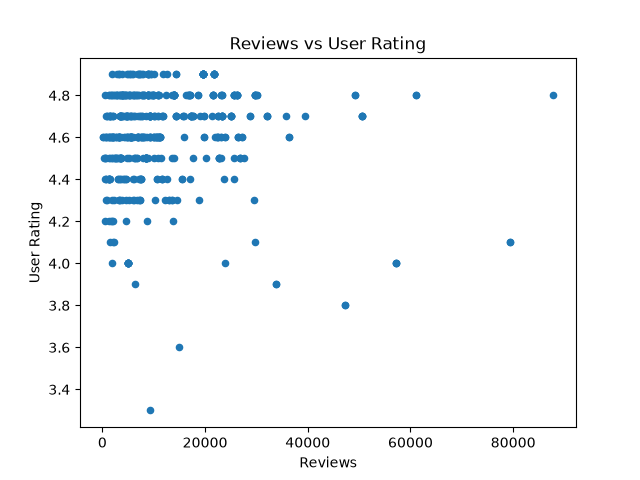 Reviews vs User Rating
User Rating
4.8
4.6
4.4
4.2
4.0
3.8
3.6
3.4
0 20000 40000 60000 80000
Reviews